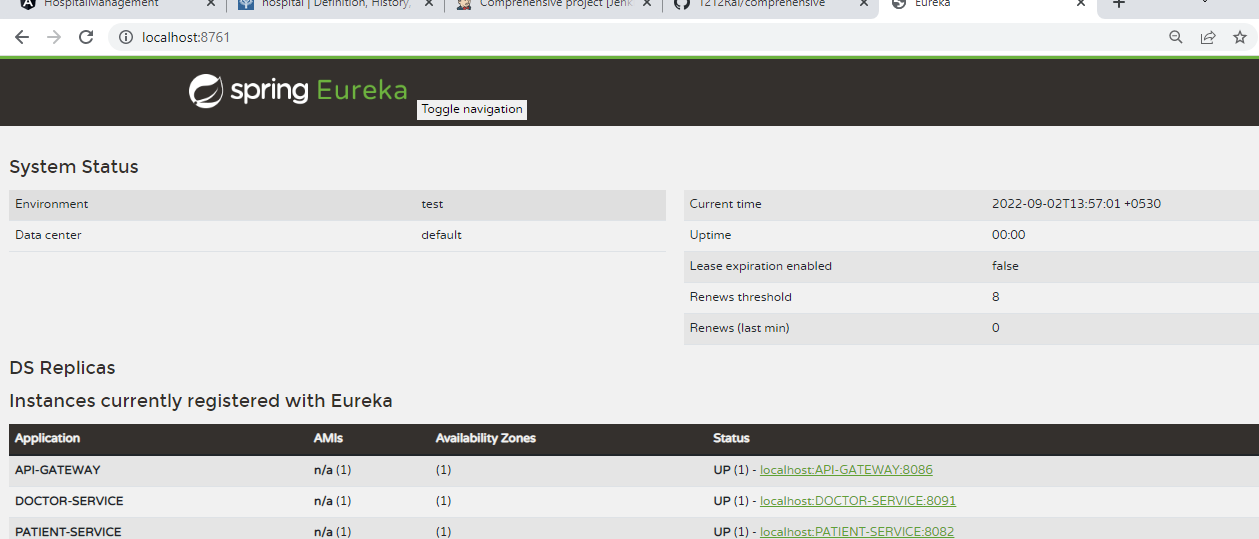 HospitalManagement
hospital | Definition, History,
Comprehensive project [Jenk
1212Rai/comprehensive
Eureka
localhost:8761
spring Eureka
Toggle navigation
System Status
Environment test
Data center default
Current time 2022-09-02T13:57:01 +0530
Uptime 00:00
Lease expiration enabled false
Renews threshold 8
Renews (last min) 0
DS Replicas
Instances currently registered with Eureka
Application AMIs Availability Zones Status
API-GATEWAY n/a (1) (1) UP (1) - localhost:API-GATEWAY:8086
DOCTOR-SERVICE n/a (1) (1) UP (1) - localhost:DOCTOR-SERVICE:8091
PATIENT-SERVICE n/a (1) (1) UP (1) - localhost:PATIENT-SERVICE:8082